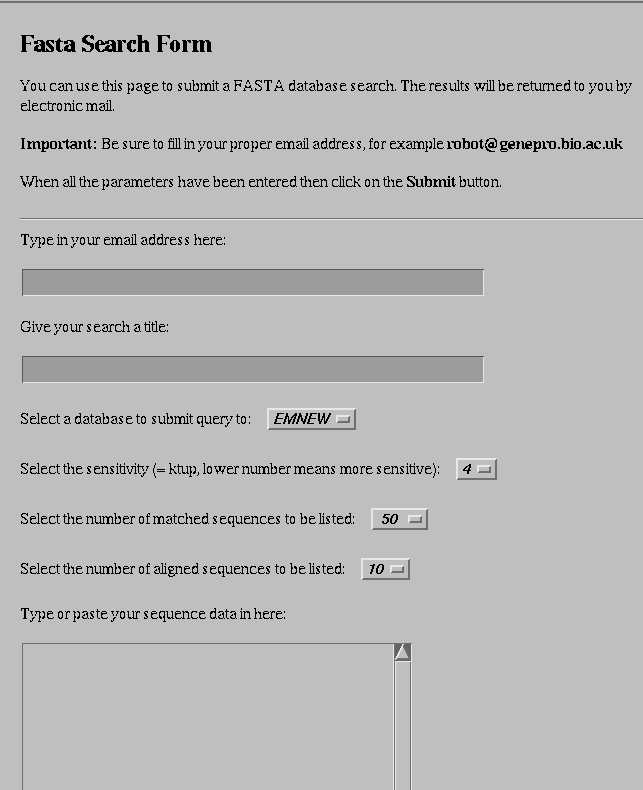 Fasta Search Form
You can use this page to submit a FASTA database search. The results will be returned to you by
electronic mail.
Important: Be sure to fill in your proper email address, for example robot@genepro.bio.ac.uk
When all the parameters have been entered then click on the Submit button.
Type in your email address here:
Give your search a title:
Select a database to submit query to: EMNEW
Select the sensitivity (= ktup, lower number means more sensitive): 4
Select the number of matched sequences to be listed: 50
Select the number of aligned sequences to be listed: 10
Type or paste your sequence data in here: